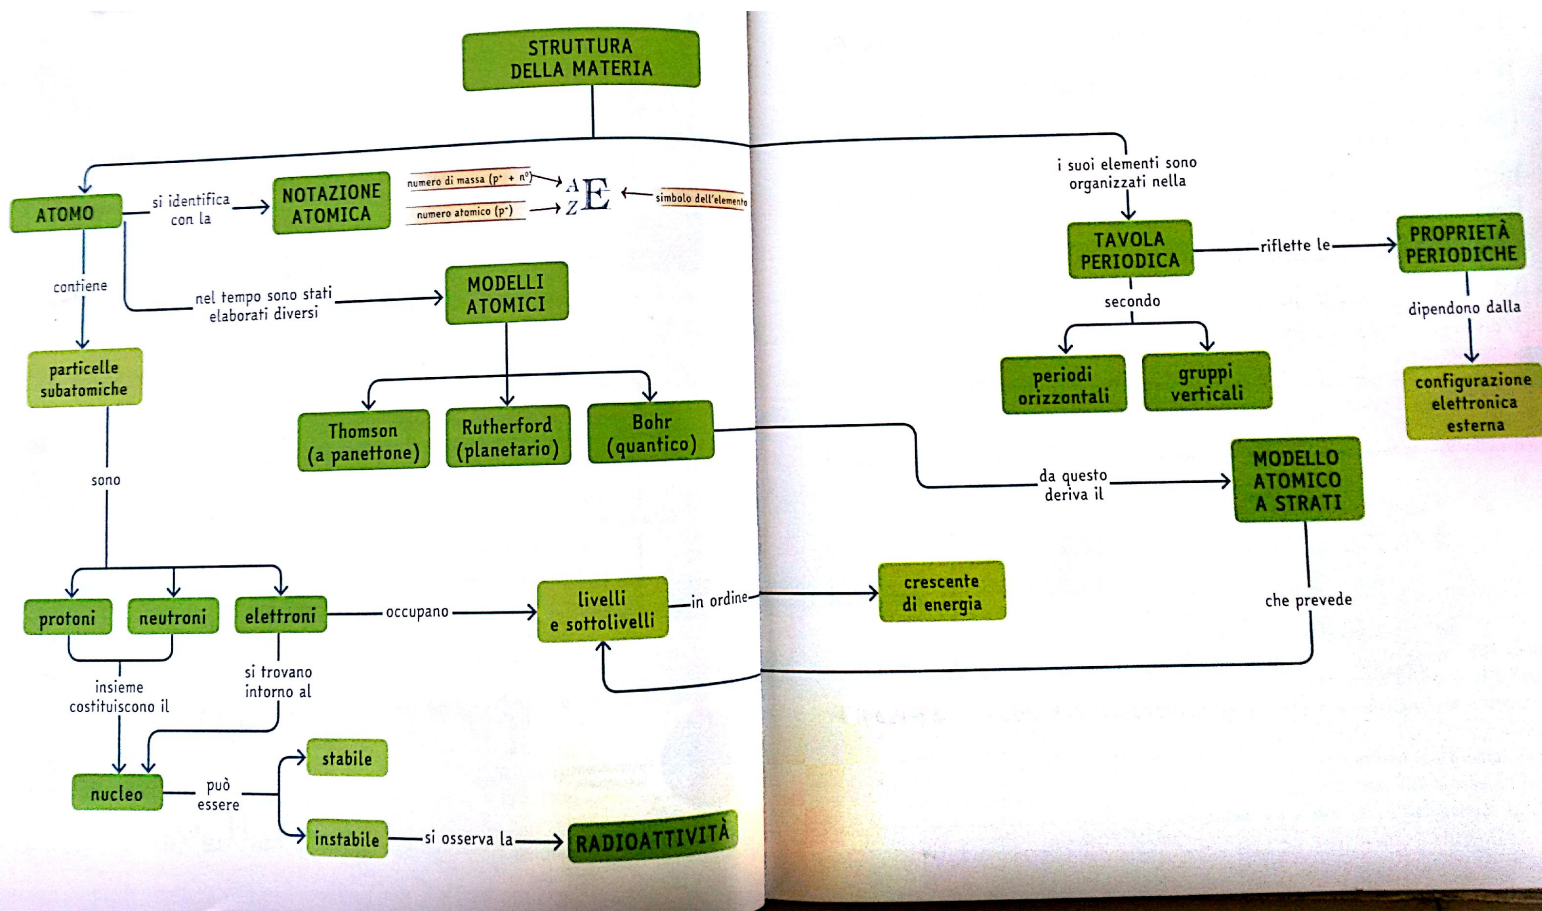 STRUTTURA
DELLA MATERIA
ATOMO
si identifica
con la
NOTAZIONE
ATOMICA
numero di massa (p⁺ + n⁰)
numero atomico (p⁺)
A
Z
E
simbolo dell'elemento
i suoi elementi sono
organizzati nella
TAVOLA
PERIODICA
riflette le
PROPRIETÀ
PERIODICHE
contiene
nel tempo sono stati
elaborati diversi
MODELLI
ATOMICI
secondo
dipendono dalla
particelle
subatomiche
periodi
orizzontali
gruppi
verticali
configurazione
elettronica
esterna
Thomson
(a panettone)
Rutherford
(planetario)
Bohr
(quantico)
da questo
deriva il
MODELLO
ATOMICO
A STRATI
sono
protoni
neutroni
elettroni
occupano
livelli
e sottolivelli
in ordine
crescente
di energia
che prevede
insieme
costituiscono il
si trovano
intorno al
nucleo
può
essere
stabile
instabile
si osserva la
RADIOATTIVITÀ